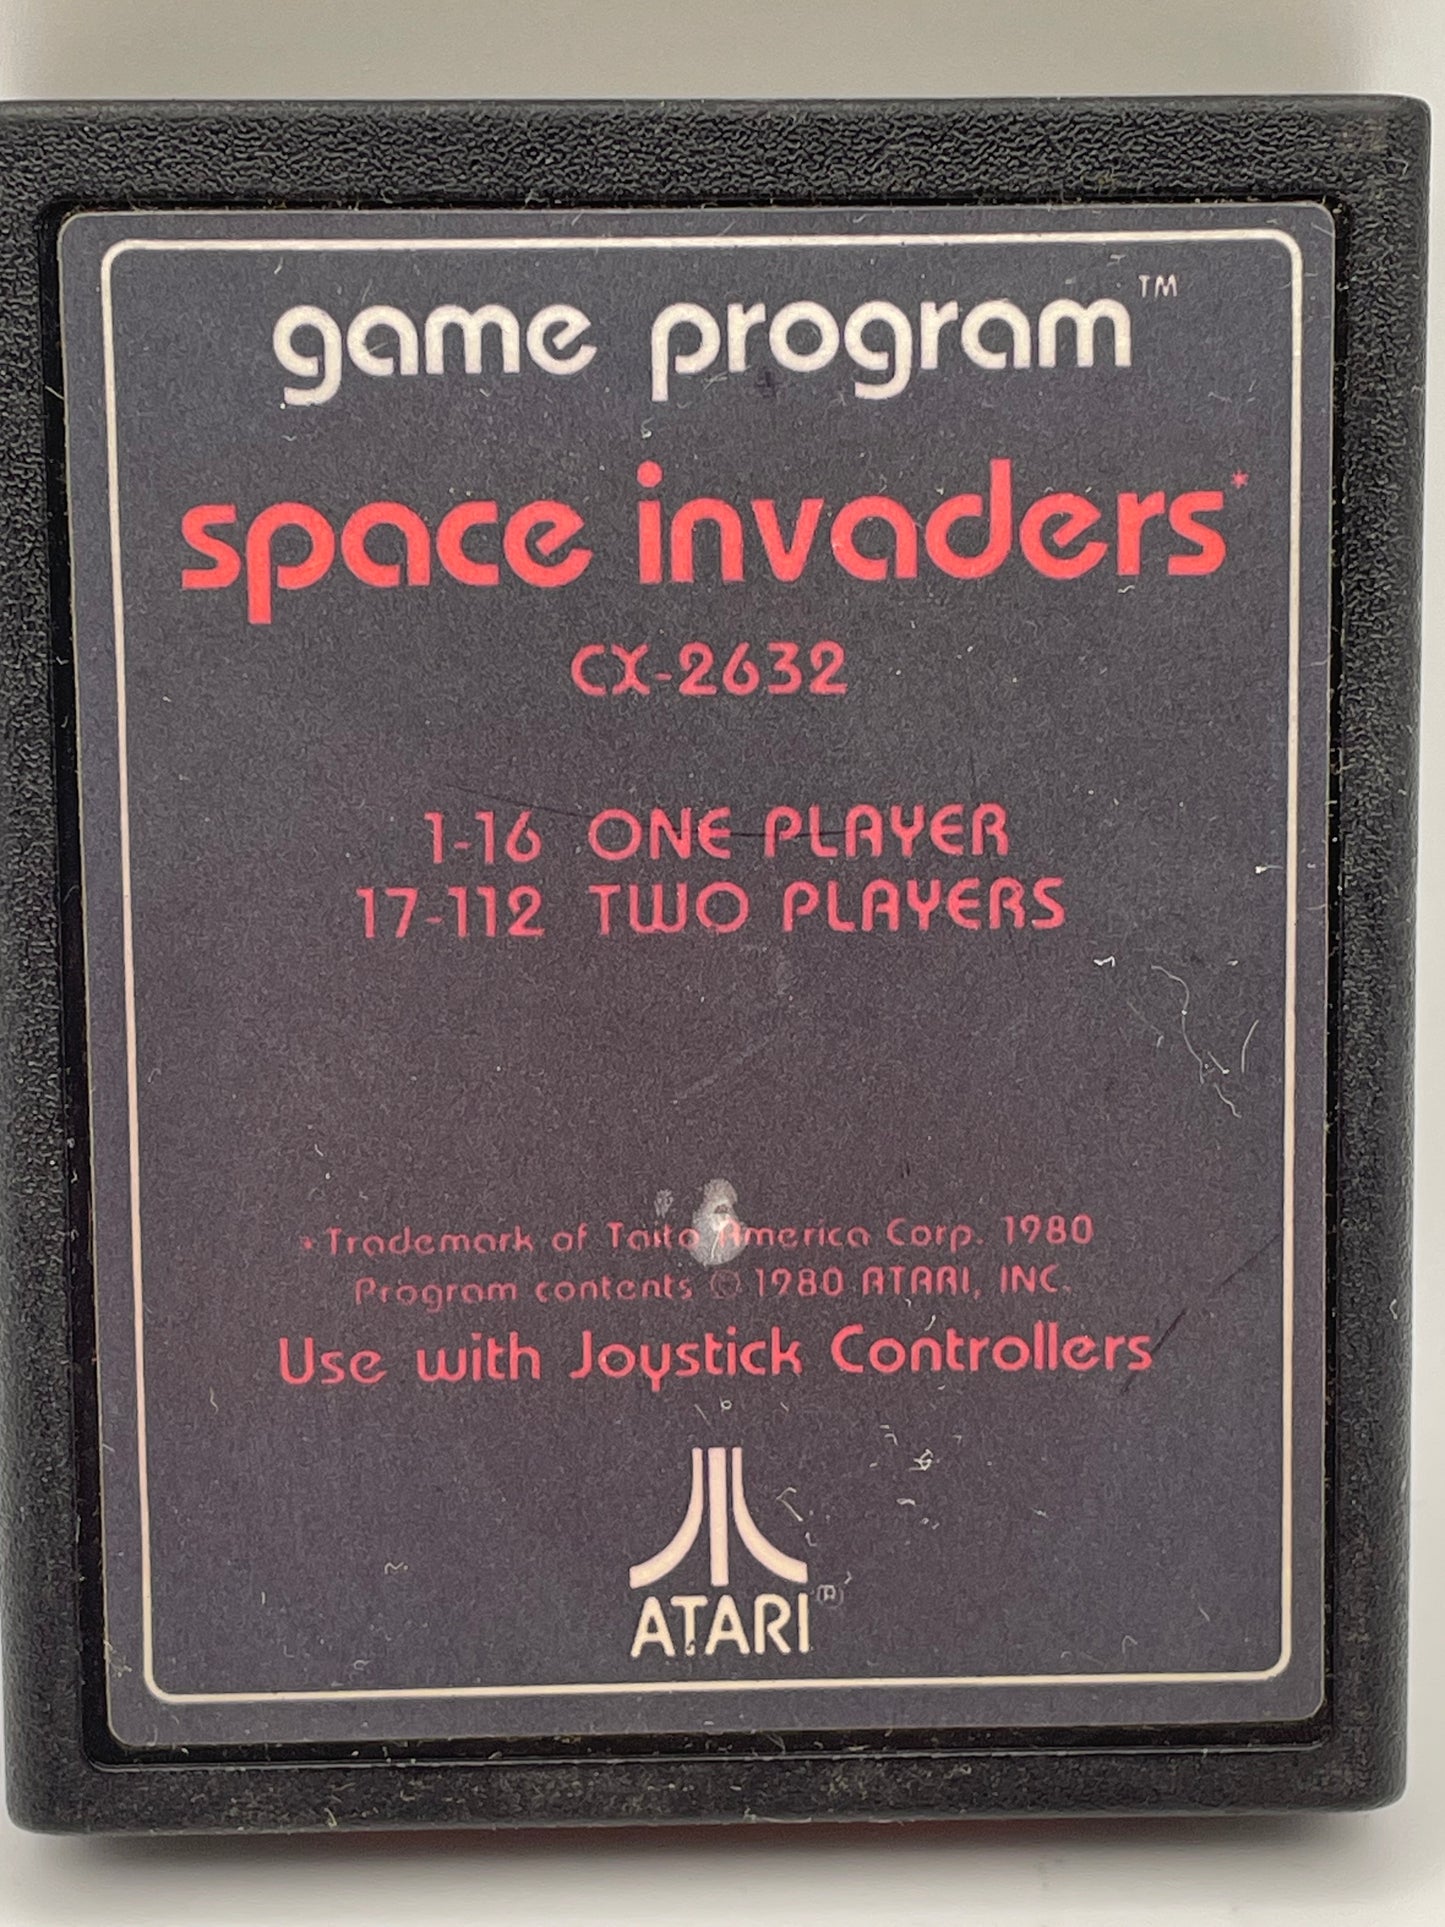 game program™
space invaders*
CX-2632
1-16 ONE PLAYER
17-112 TWO PLAYERS
*Trademark of Taito America Corp. 1980
Program contents © 1980 ATARI, INC.
Use with Joystick Controllers
ATARI®